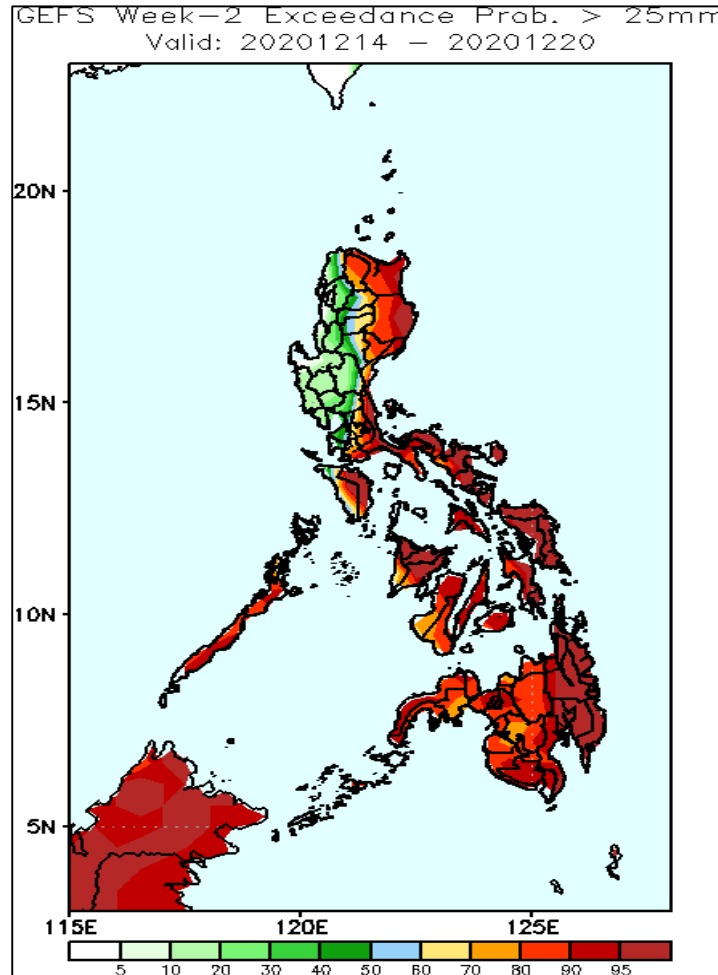 GEFS Week-2 Exceedance Prob. > 25mm
Valid: 20201214 - 20201220
20N
15N
10N
5N
115E 120E 125E
5 10 20 30 40 50 60 70 80 90 95